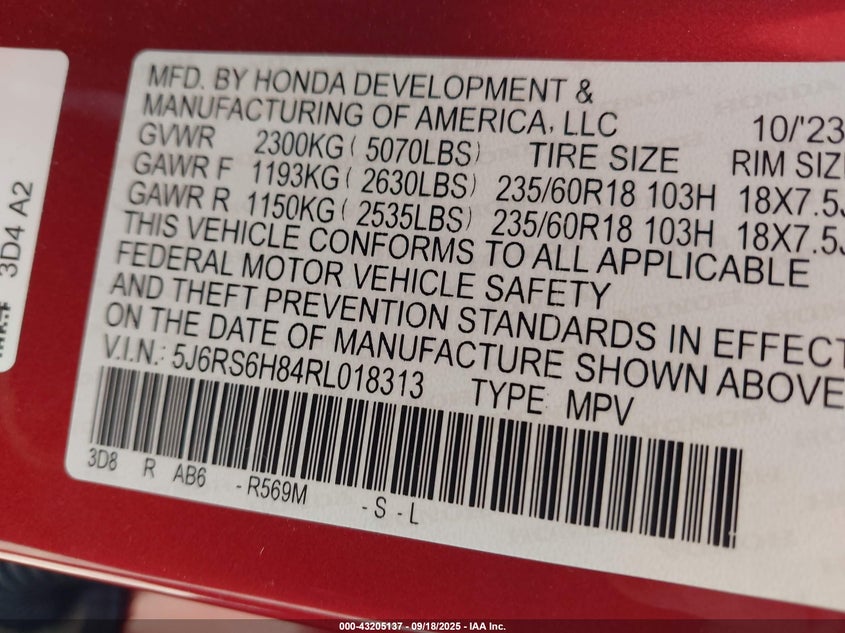 MFD. BY HONDA DEVELOPMENT &
MANUFACTURING OF AMERICA, LLC 10/'23
GVWR 2300KG ( 5070LBS) TIRE SIZE RIM SIZE
GAWR F 1193KG ( 2630LBS) 235/60R18 103H 18X7.5J
GAWR R 1150KG ( 2535LBS) 235/60R18 103H 18X7.5J
THIS VEHICLE CONFORMS TO ALL APPLICABLE
FEDERAL MOTOR VEHICLE SAFETY
AND THEFT PREVENTION STANDARDS IN EFFECT
ON THE DATE OF MANUFACTURE SHOWN ABOVE
V.I.N.: 5J6RS6H84RL018313 TYPE MPV
3D8 R AB6 - R569M - S - L
3D4 A2
000-43205137 - 09/18/2025 - IAA Inc.